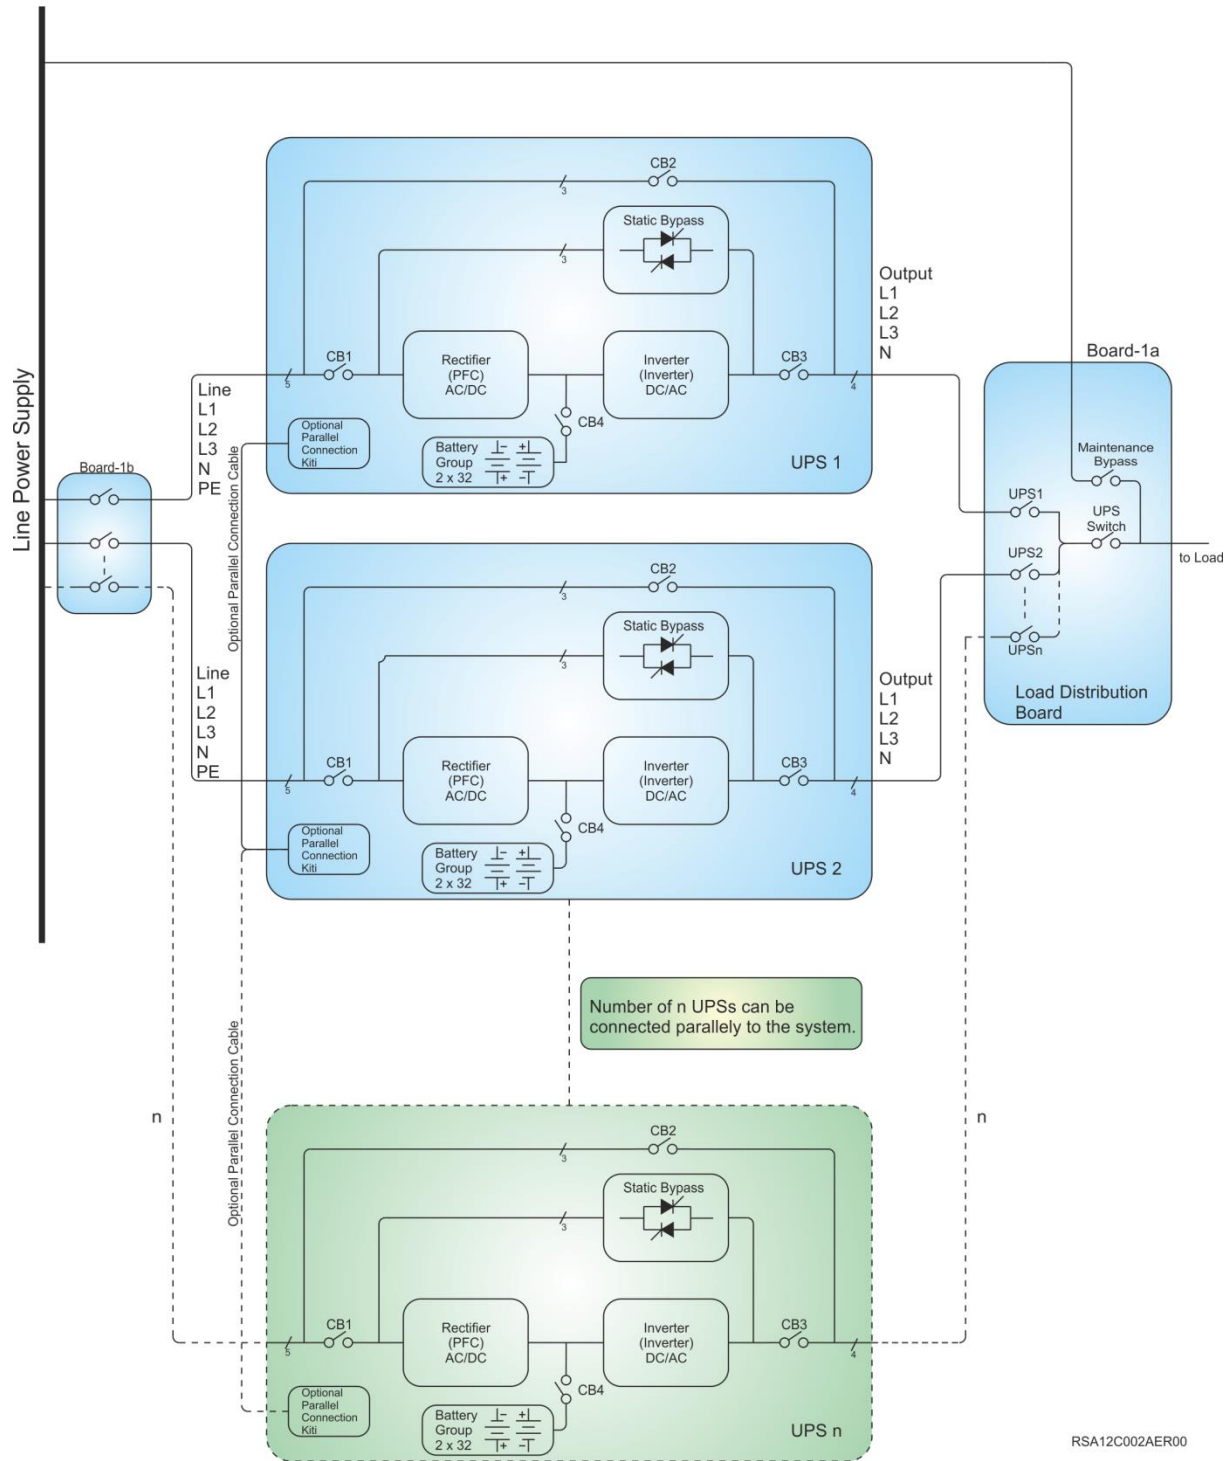 Line Power Supply
Board-1b
Line
L1
L2
L3
N
PE
Optional Parallel Connection Cable
CB2
3
Static Bypass
3
CB1
5
Rectifier
(PFC)
AC/DC
Inverter
(Inverter)
DC/AC
CB3
4
CB4
Optional
Parallel
Connection
Kiti
Battery
Group
2 x 32
UPS 1
Output
L1
L2
L3
N
Board-1a
Maintenance
Bypass
UPS1
UPS
Switch
UPS2
to Load
UPSn
Load Distribution
Board
Line
L1
L2
L3
N
PE
CB2
3
Static Bypass
3
CB1
5
Rectifier
(PFC)
AC/DC
Inverter
(Inverter)
DC/AC
CB3
4
CB4
Optional
Parallel
Connection
Kiti
Battery
Group
2 x 32
UPS 2
Output
L1
L2
L3
N
Number of n UPSs can be
connected parallely to the system.
n
Optional Parallel Connection Cable
n
CB2
3
Static Bypass
3
CB1
5
Rectifier
(PFC)
AC/DC
Inverter
(Inverter)
DC/AC
CB3
4
CB4
Optional
Parallel
Connection
Kiti
Battery
Group
2 x 32
UPS n
RSA12C002AER00